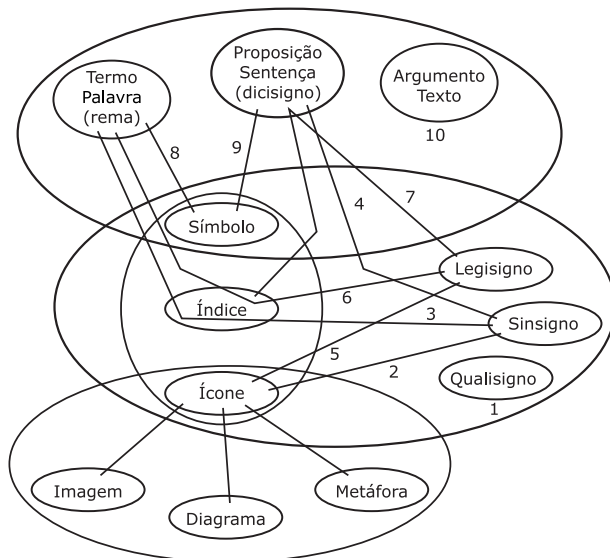 Termo
Palavra
(rema)
Proposição
Sentença
(dicisigno)
Argumento
Texto
10
8
9
4
7
Símbolo
Legisigno
Índice
6
3
Sinsigno
5
2
Ícone
Qualisigno
1
Imagem
Diagrama
Metáfora